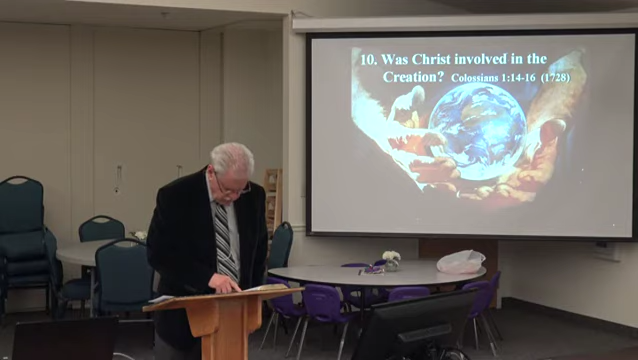 10. Was Christ involved in the
Creation? Colossians 1:14-16 (1728)